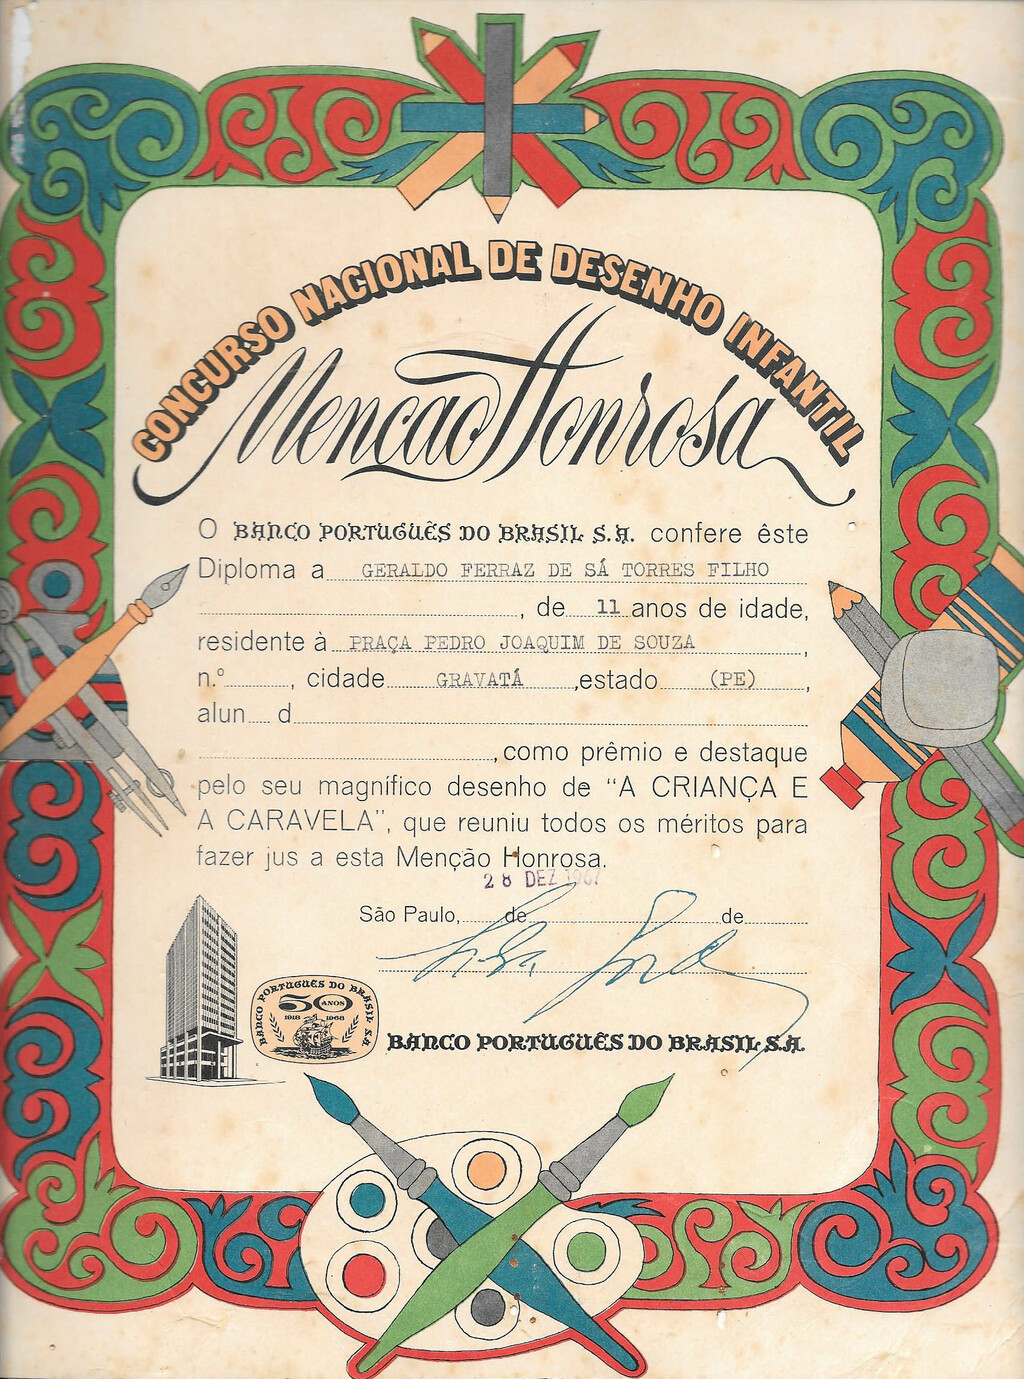 CONCURSO NACIONAL DE DESENHO INFANTIL
Menção Honrosa
O BANCO PORTUGUÊS DO BRASIL S.A. confere êste
Diploma a GERALDO FERRAZ DE SÁ TORRES FILHO
, de 11 anos de idade,
residente à PRAÇA PEDRO JOAQUIM DE SOUZA ,
n.º , cidade GRAVATÁ ,estado (PE) ,
alun d
, como prêmio e destaque
pelo seu magnífico desenho de "A CRIANÇA E
A CARAVELA", que reuniu todos os méritos para
fazer jus a esta Menção Honrosa.
28 DEZ 1967
São Paulo, de de
BANCO PORTUGUÊS DO BRASIL S.A.
50 ANOS
1918 1968
BANCO PORTUGUÊS DO BRASIL S.A.